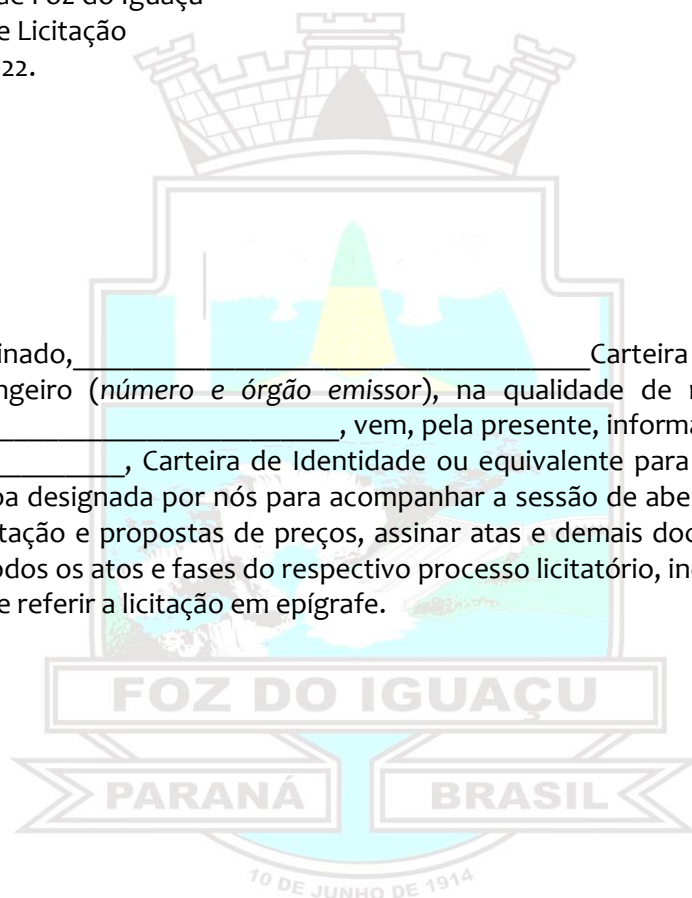 de Foz do Iguaçu
e Licitação
022.
inado,___________________________________Carteira
ngeiro (número e órgão emissor), na qualidade de
_______________________, vem, pela presente, informa
_________, Carteira de Identidade ou equivalente para
oa designada por nós para acompanhar a sessão de abe
tação e propostas de preços, assinar atas e demais doc
odos os atos e fases do respectivo processo licitatório, in
e referir a licitação em epígrafe.
FOZ DO IGUAÇU
PARANÁ BRASIL
10 DE JUNHO DE 1914